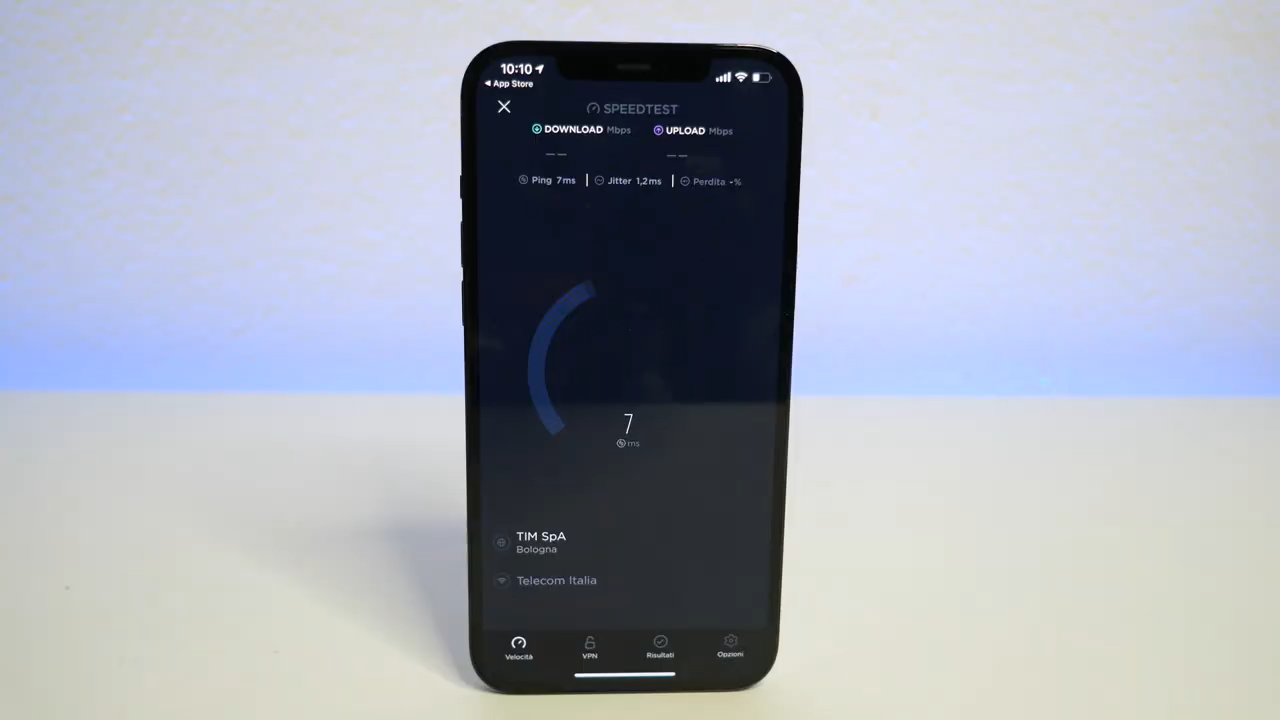 10:10
App Store
SPEEDTEST
DOWNLOAD Mbps
UPLOAD Mbps
Ping 7ms
Jitter 1,2ms
Perdita -%
7
ms
TIM SpA
Bologna
Telecom Italia
Velocità
VPN
Risultati
Opzioni